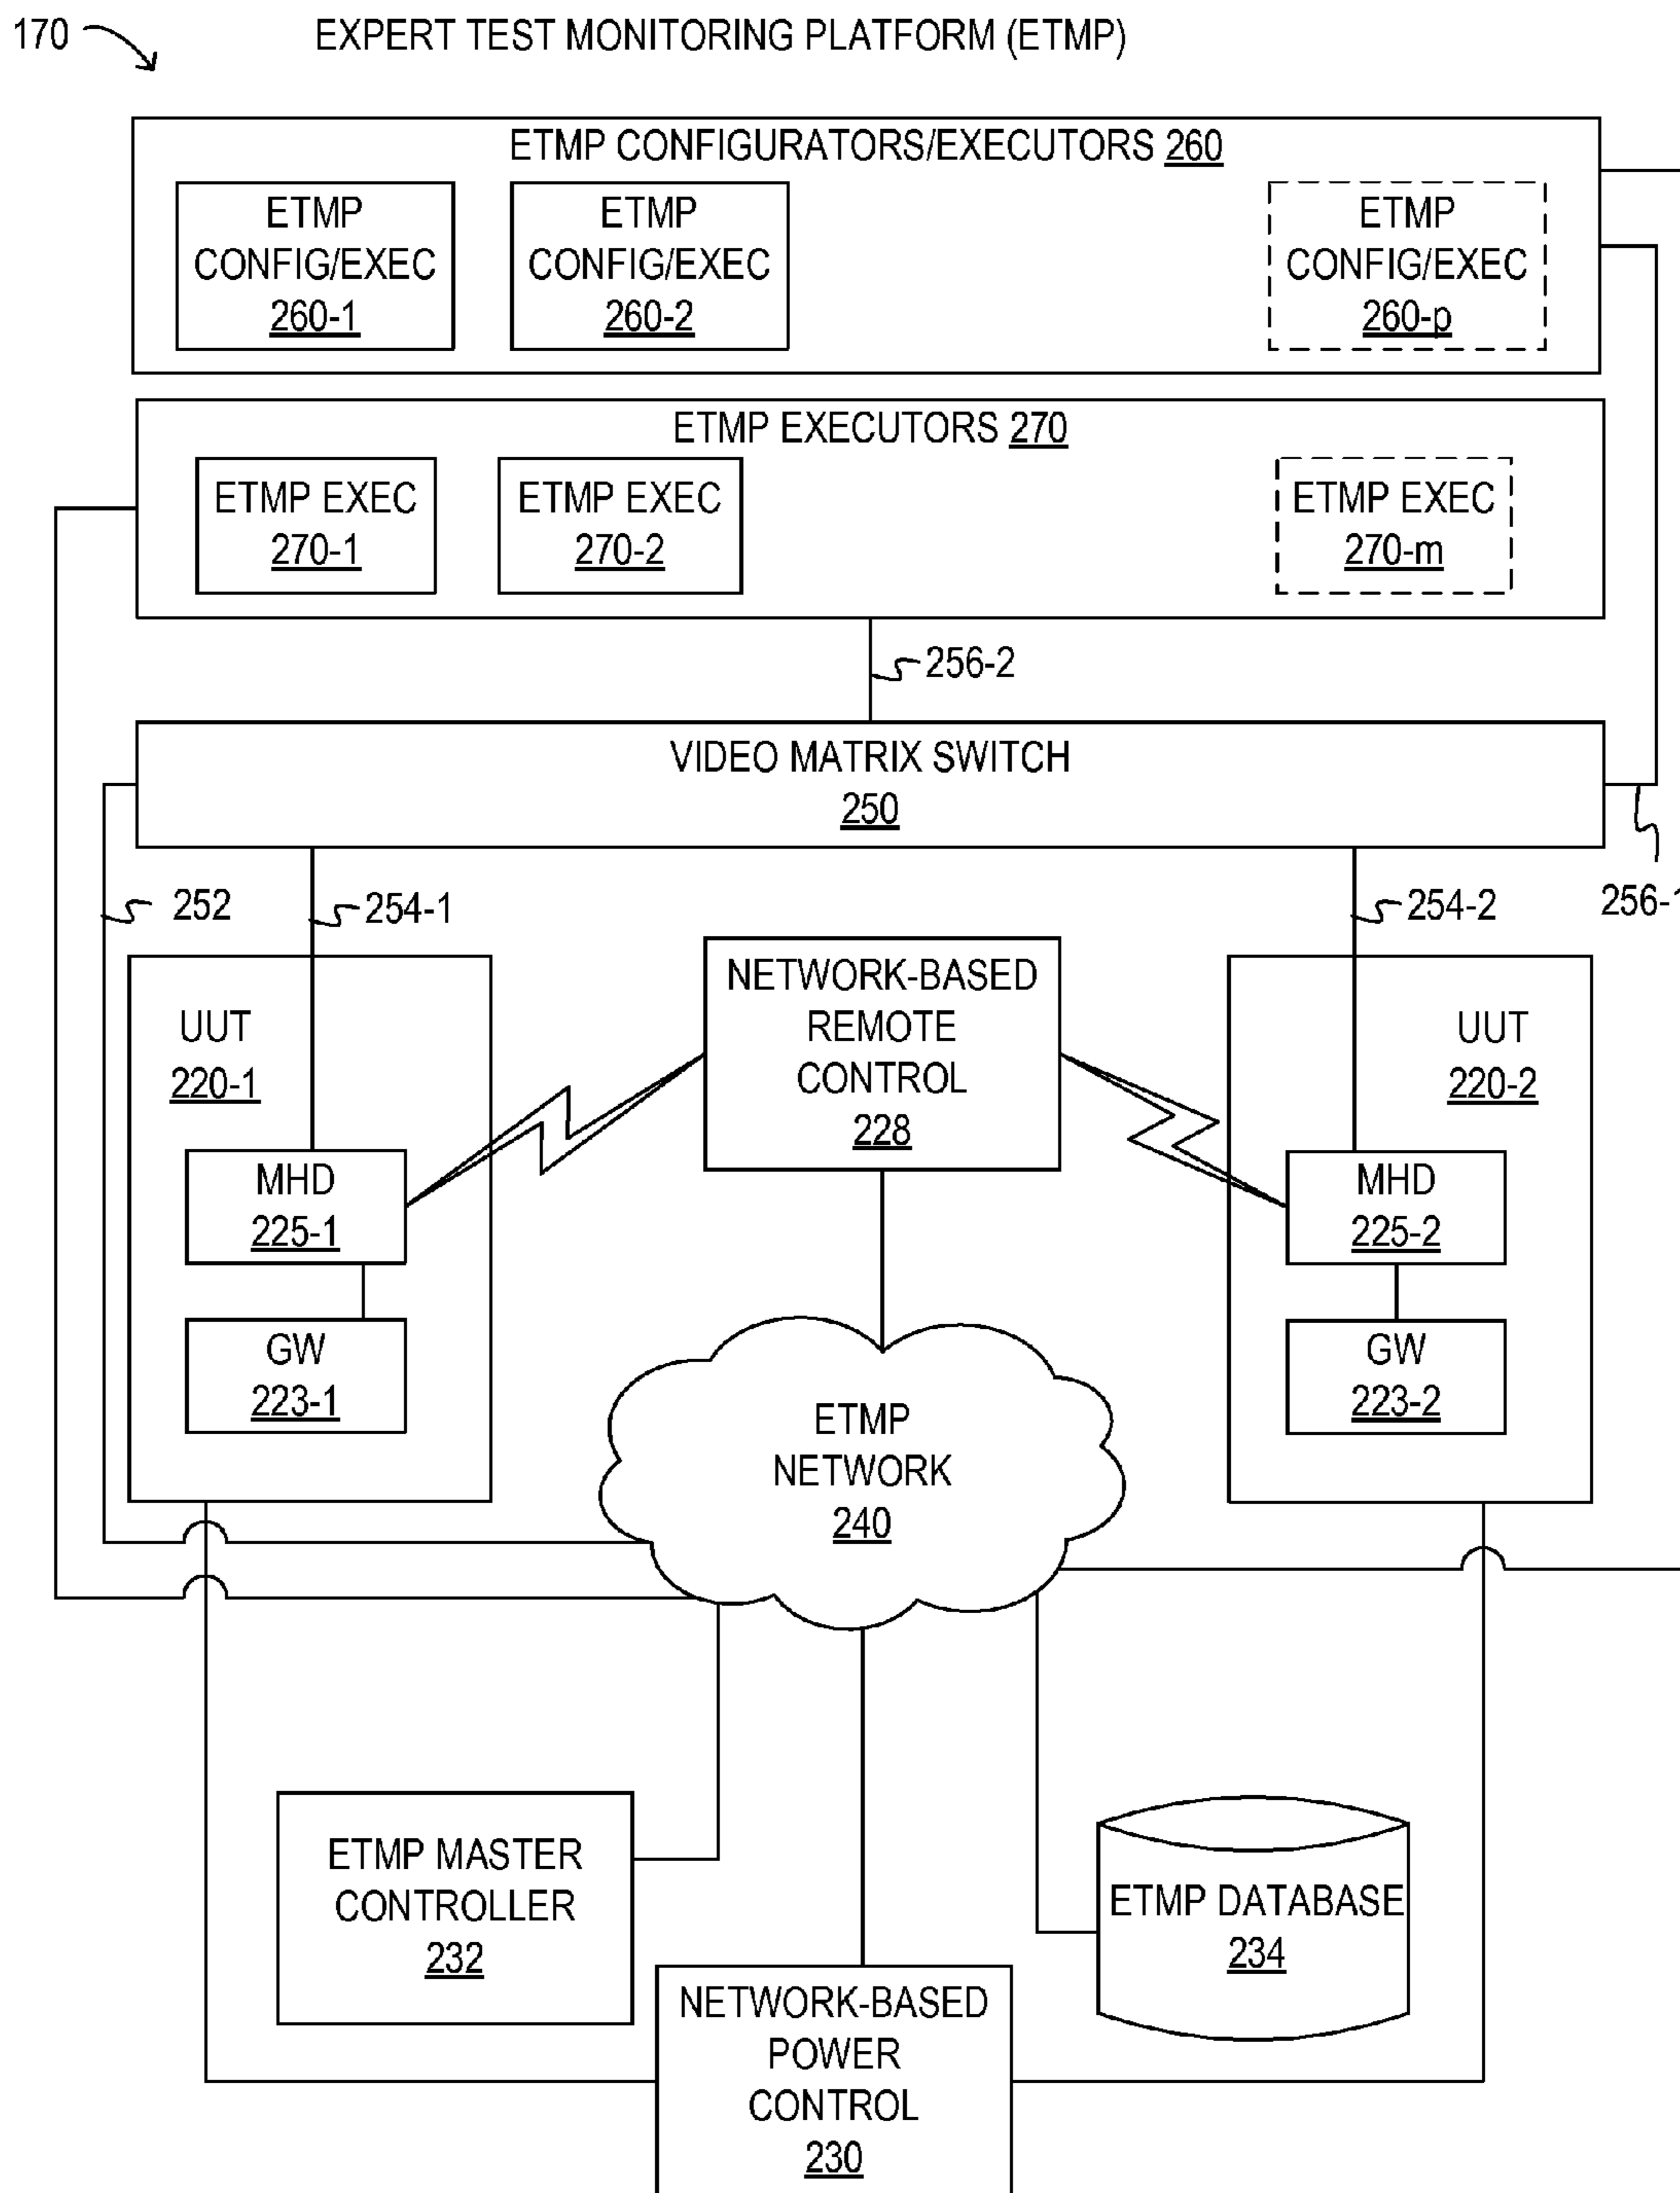 170
EXPERT TEST MONITORING PLATFORM (ETMP)
ETMP CONFIGURATORS/EXECUTORS 260
ETMP
CONFIG/EXEC
260-1
ETMP
CONFIG/EXEC
260-2
ETMP
CONFIG/EXEC
260-p
ETMP EXECUTORS 270
ETMP EXEC
270-1
ETMP EXEC
270-2
ETMP EXEC
270-m
256-2
VIDEO MATRIX SWITCH
250
252
254-1
254-2
256-1
UUT
220-1
NETWORK-BASED
REMOTE
CONTROL
228
UUT
220-2
MHD
225-1
MHD
225-2
GW
223-1
GW
223-2
ETMP
NETWORK
240
ETMP MASTER
CONTROLLER
232
ETMP DATABASE
234
NETWORK-BASED
POWER
CONTROL
230